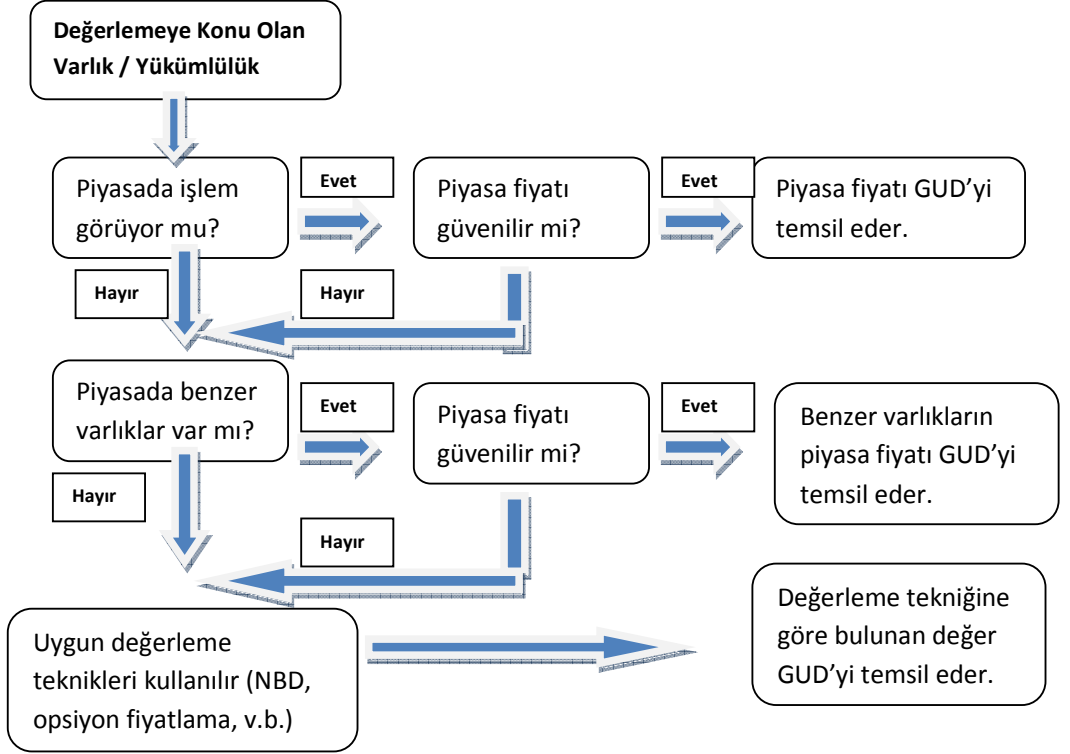 Değerlemeye Konu Olan
Varlık / Yükümlülük
Piyasada işlem
görüyor mu?
Evet
Piyasa fiyatı
güvenilir mi?
Evet
Piyasa fiyatı GUD’yi
temsil eder.
Hayır
Hayır
Piyasada benzer
varlıklar var mı?
Evet
Piyasa fiyatı
güvenilir mi?
Evet
Benzer varlıkların
piyasa fiyatı GUD’yi
temsil eder.
Hayır
Hayır
Uygun değerleme
teknikleri kullanılır (NBD,
opsiyon fiyatlama, v.b.)
Değerleme tekniğine
göre bulunan değer
GUD’yi temsil eder.